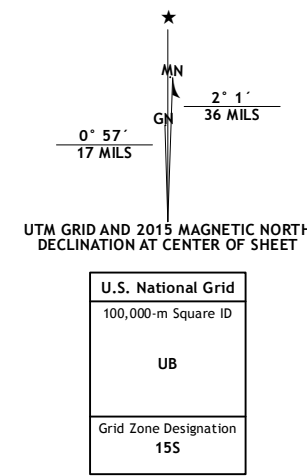 ★
MN
GN
2° 1´
36 MILS
0° 57´
17 MILS
UTM GRID AND 2015 MAGNETIC NORTH
DECLINATION AT CENTER OF SHEET
U.S. National Grid
100,000-m Square ID
UB
Grid Zone Designation
15S